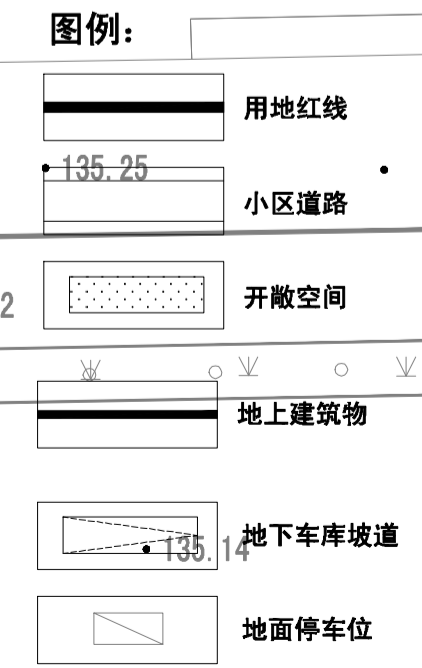 图例：
用地红线
135.25
小区道路
开敞空间
2
地上建筑物
地下车库坡道
135.14
地面停车位